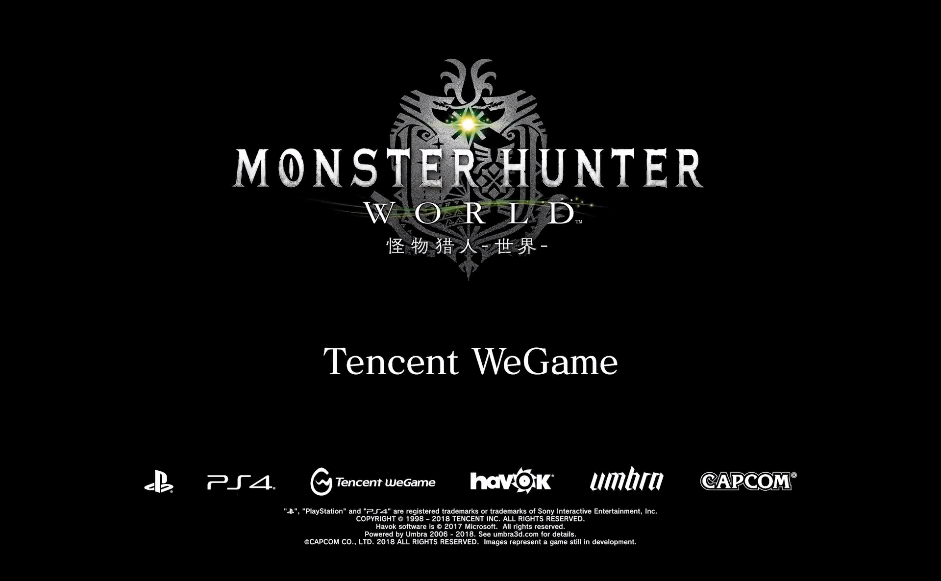 MONSTER HUNTER
WORLD™
怪物猎人-世界-
Tencent WeGame
PS4 Tencent WeGame havok umbra CAPCOM®
"PlayStation" and "PS4" are registered trademarks or trademarks of Sony Interactive Entertainment, Inc.
COPYRIGHT © 1998 – 2018 TENCENT INC. ALL RIGHTS RESERVED.
Havok software is © 2017 Microsoft. All rights reserved.
Powered by Umbra 2006 - 2018. See umbra3d.com for details.
©CAPCOM CO., LTD. 2018 ALL RIGHTS RESERVED. Images represent a game still in development.